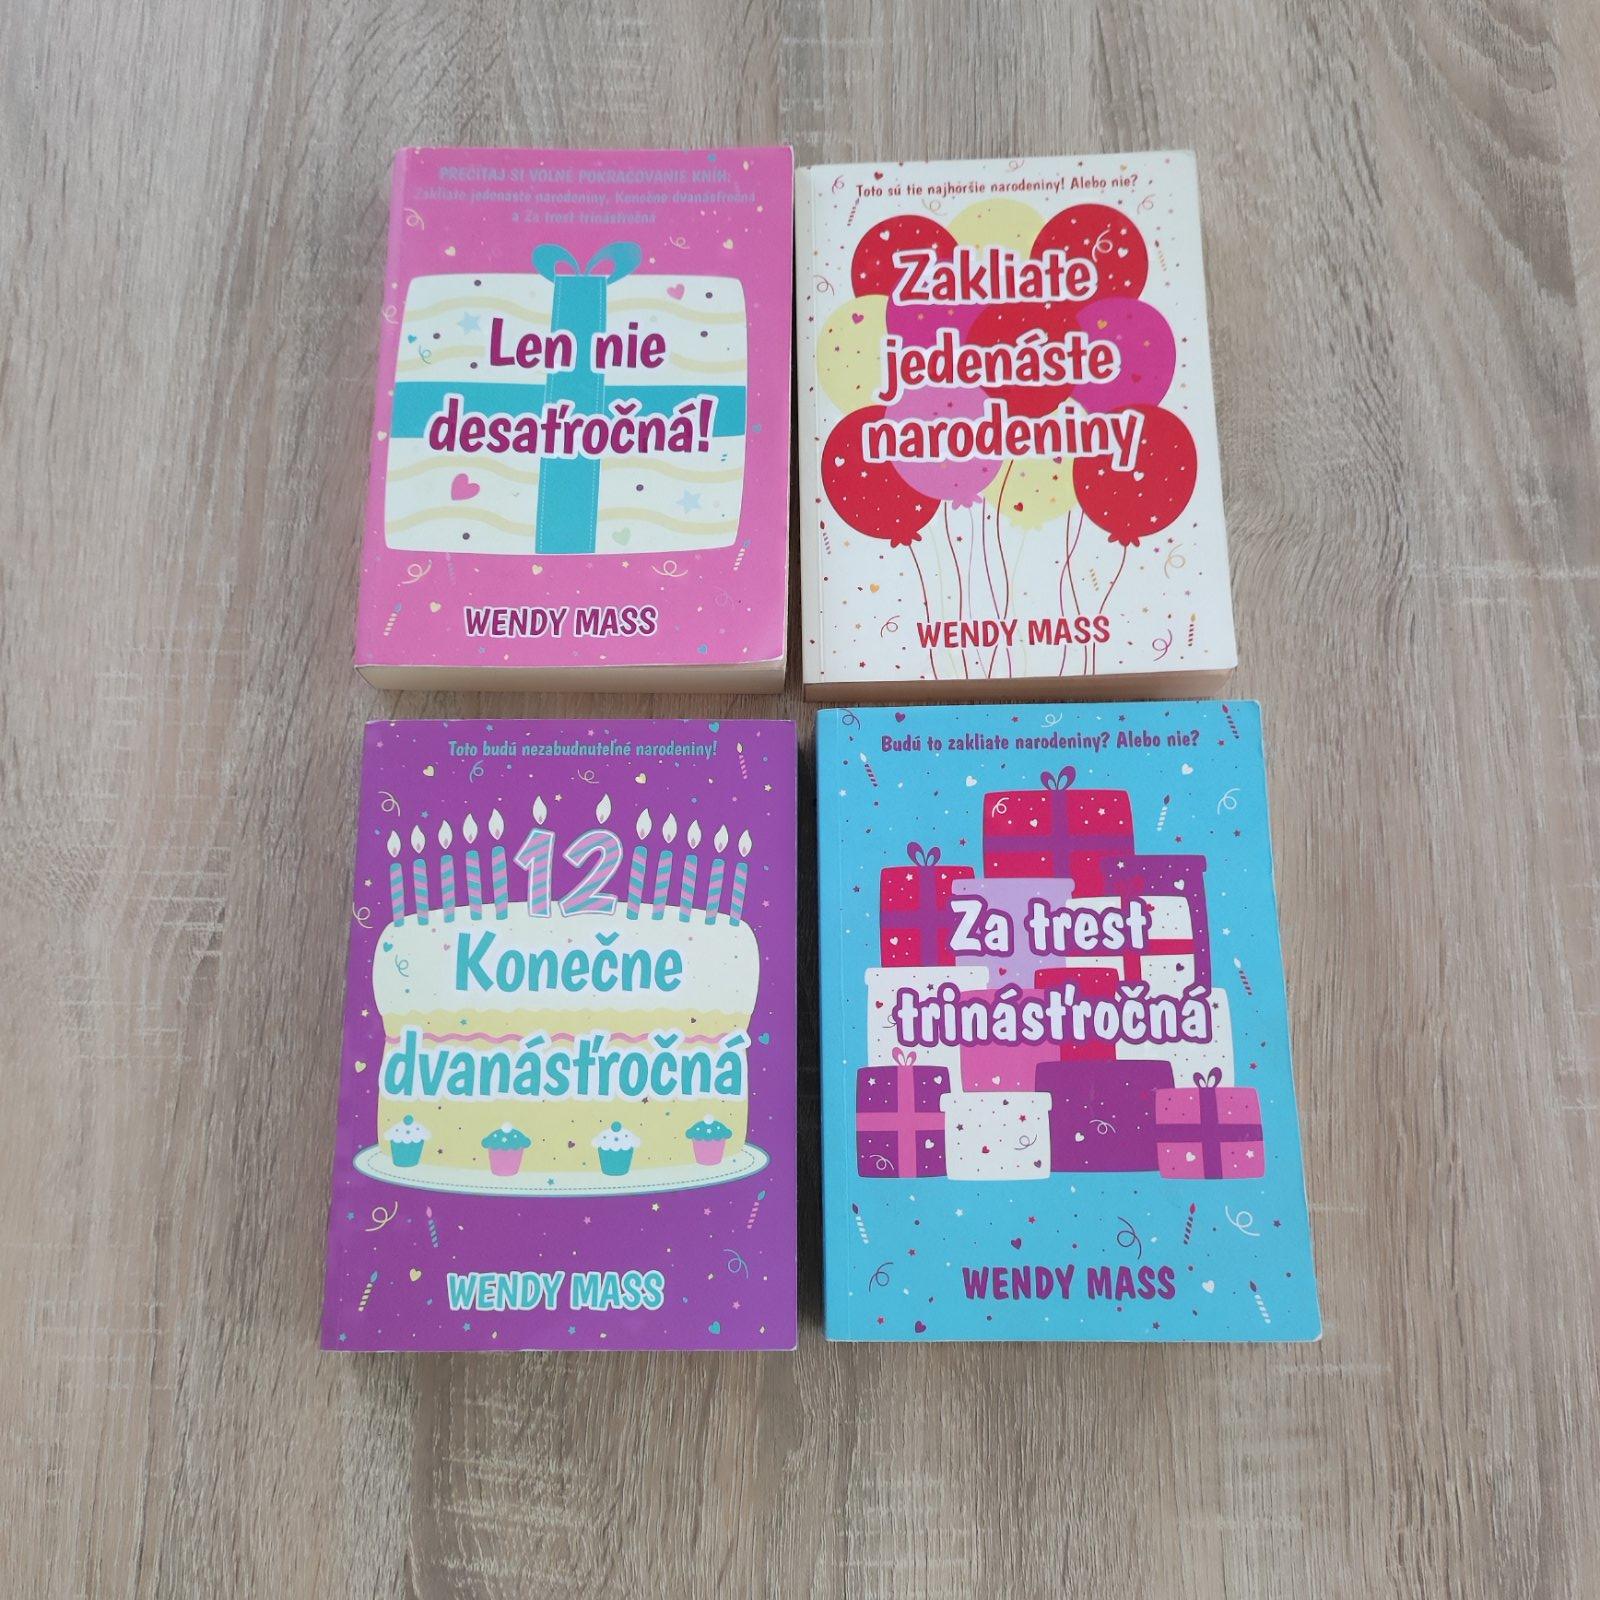 PREČÍTAJ SI VOĽNÉ POKRAČOVANIE KNÍH:
Zakliate jedenáste narodeniny, Konečne dvanásťročná
a Za trest trinásťročná
Len nie
desaťročná!
WENDY MASS
Toto sú tie najhoršie narodeniny! Alebo nie?
Zakliate
jedenáste
narodeniny
WENDY MASS
Toto budú nezabudnuteľné narodeniny!
12
Konečne
dvanásťročná
WENDY MASS
Budú to zakliate narodeniny? Alebo nie?
Za trest
trinásťročná
WENDY MASS